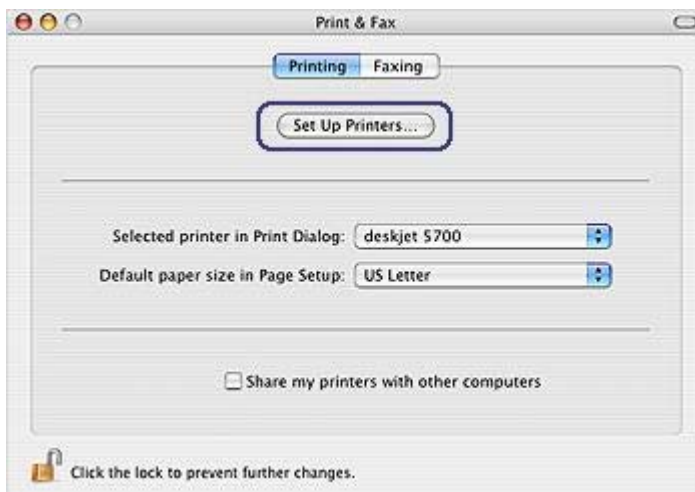 Print & Fax
Printing Faxing
Set Up Printers...
Selected printer in Print Dialog: deskjet 5700
Default paper size in Page Setup: US Letter
Share my printers with other computers
Click the lock to prevent further changes.